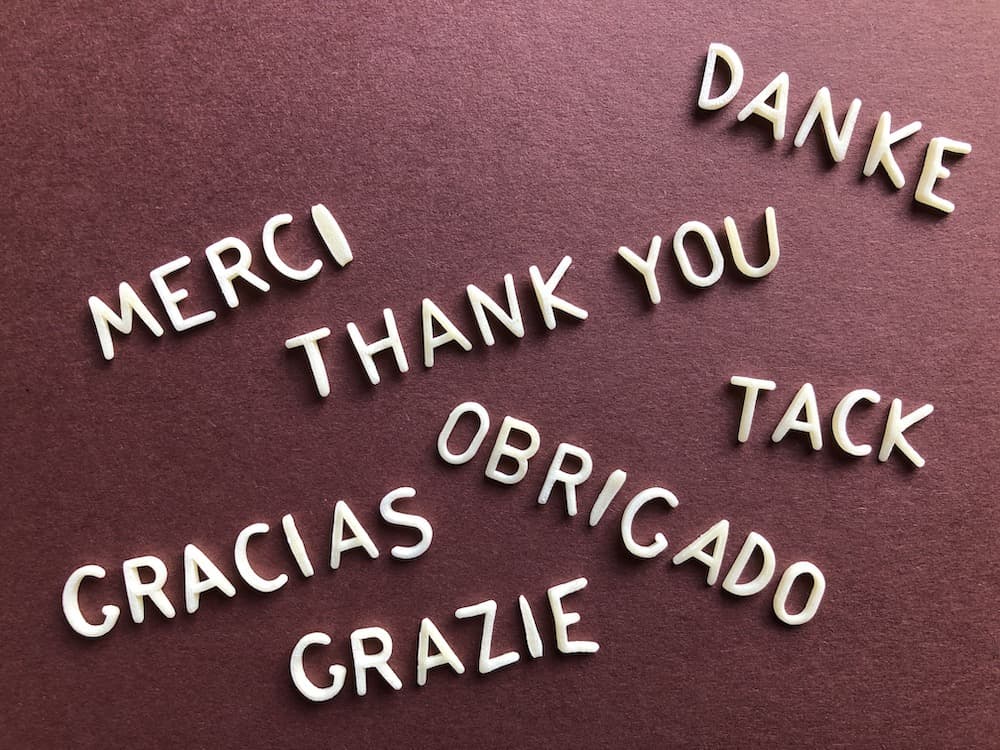 DANKE
MERCI
THANK YOU
TACK
OBRIGADO
GRACIAS
GRAZIE